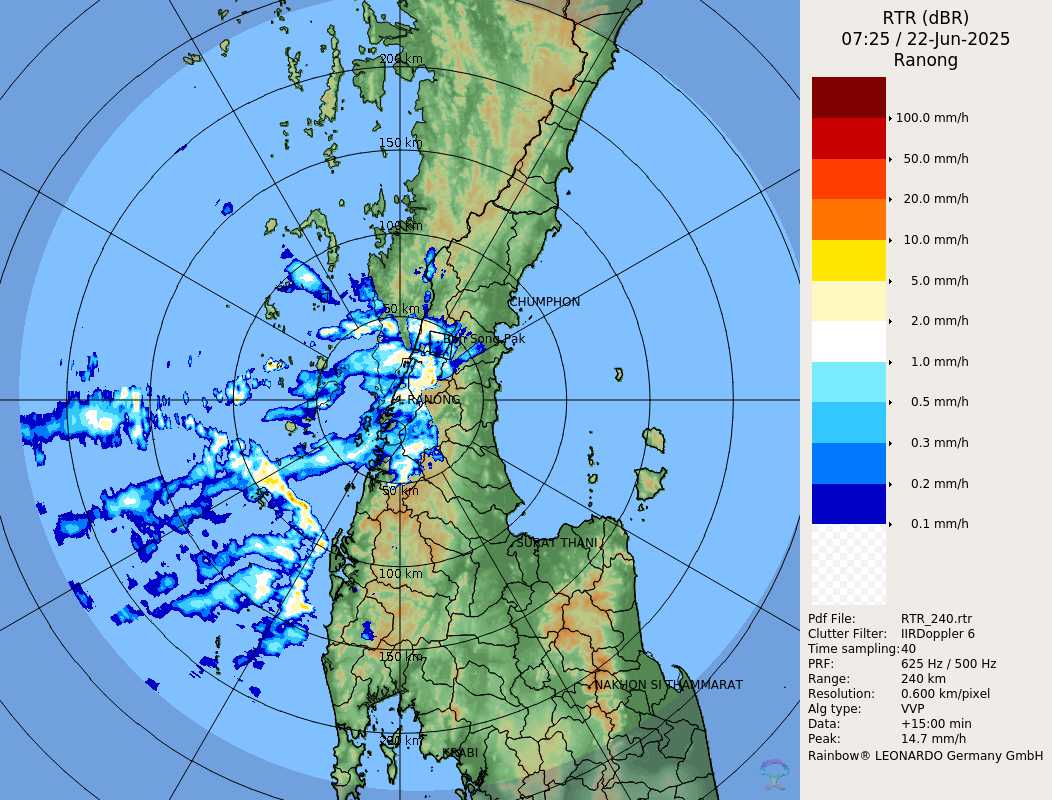 RTR (dBR)
07:25 / 22-Jun-2025
Ranong
100.0 mm/h
50.0 mm/h
20.0 mm/h
10.0 mm/h
5.0 mm/h
2.0 mm/h
1.0 mm/h
0.5 mm/h
0.3 mm/h
0.2 mm/h
0.1 mm/h
Pdf File: RTR_240.rtr
Clutter Filter: IIRDoppler 6
Time sampling:40
PRF: 625 Hz / 500 Hz
Range: 240 km
Resolution: 0.600 km/pixel
Alg type: VVP
Data: +15:00 min
Peak: 14.7 mm/h
Rainbow® LEONARDO Germany GmbH
200 km
150 km
100 km
50 km
CHUMPHON
Ban Song Pak
RANONG
50 km
SURAT THANI
100 km
150 km
NAKHON SI THAMMARAT
200 km
KRABI